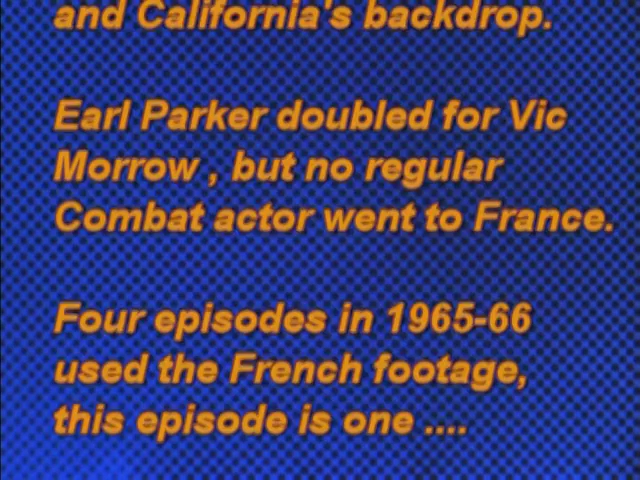 and California's backdrop.
Earl Parker doubled for Vic
Morrow , but no regular
Combat actor went to France.
Four episodes in 1965-66
used the French footage,
this episode is one ....